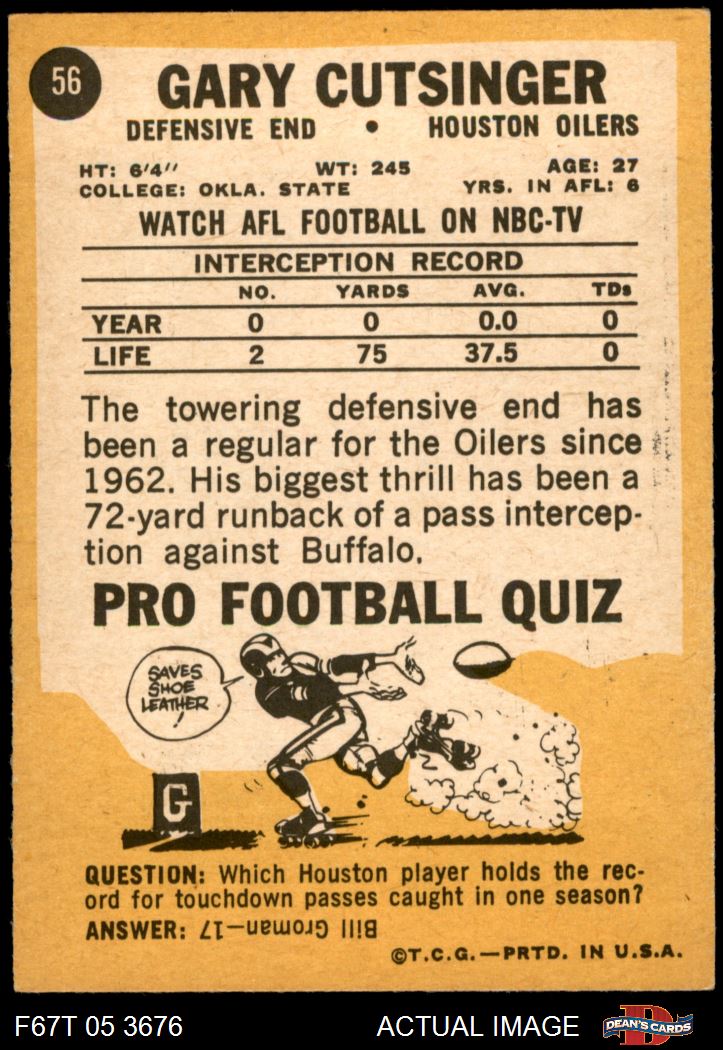 56
GARY CUTSINGER
DEFENSIVE END • HOUSTON OILERS
HT: 6'4'' WT: 245 AGE: 27
COLLEGE: OKLA. STATE YRS. IN AFL: 6
WATCH AFL FOOTBALL ON NBC-TV
INTERCEPTION RECORD
NO. YARDS AVG. TDs
YEAR 0 0 0.0 0
LIFE 2 75 37.5 0
The towering defensive end has
been a regular for the Oilers since
1962. His biggest thrill has been a
72-yard runback of a pass intercep-
tion against Buffalo.
PRO FOOTBALL QUIZ
SAVES
SHOE
LEATHER
!
G
QUESTION: Which Houston player holds the rec-
ord for touchdown passes caught in one season?
ANSWER: Bill Groman—17
©T.C.G.—PRTD. IN U.S.A.
F67T 05 3676 ACTUAL IMAGE D DEAN'S CARDS